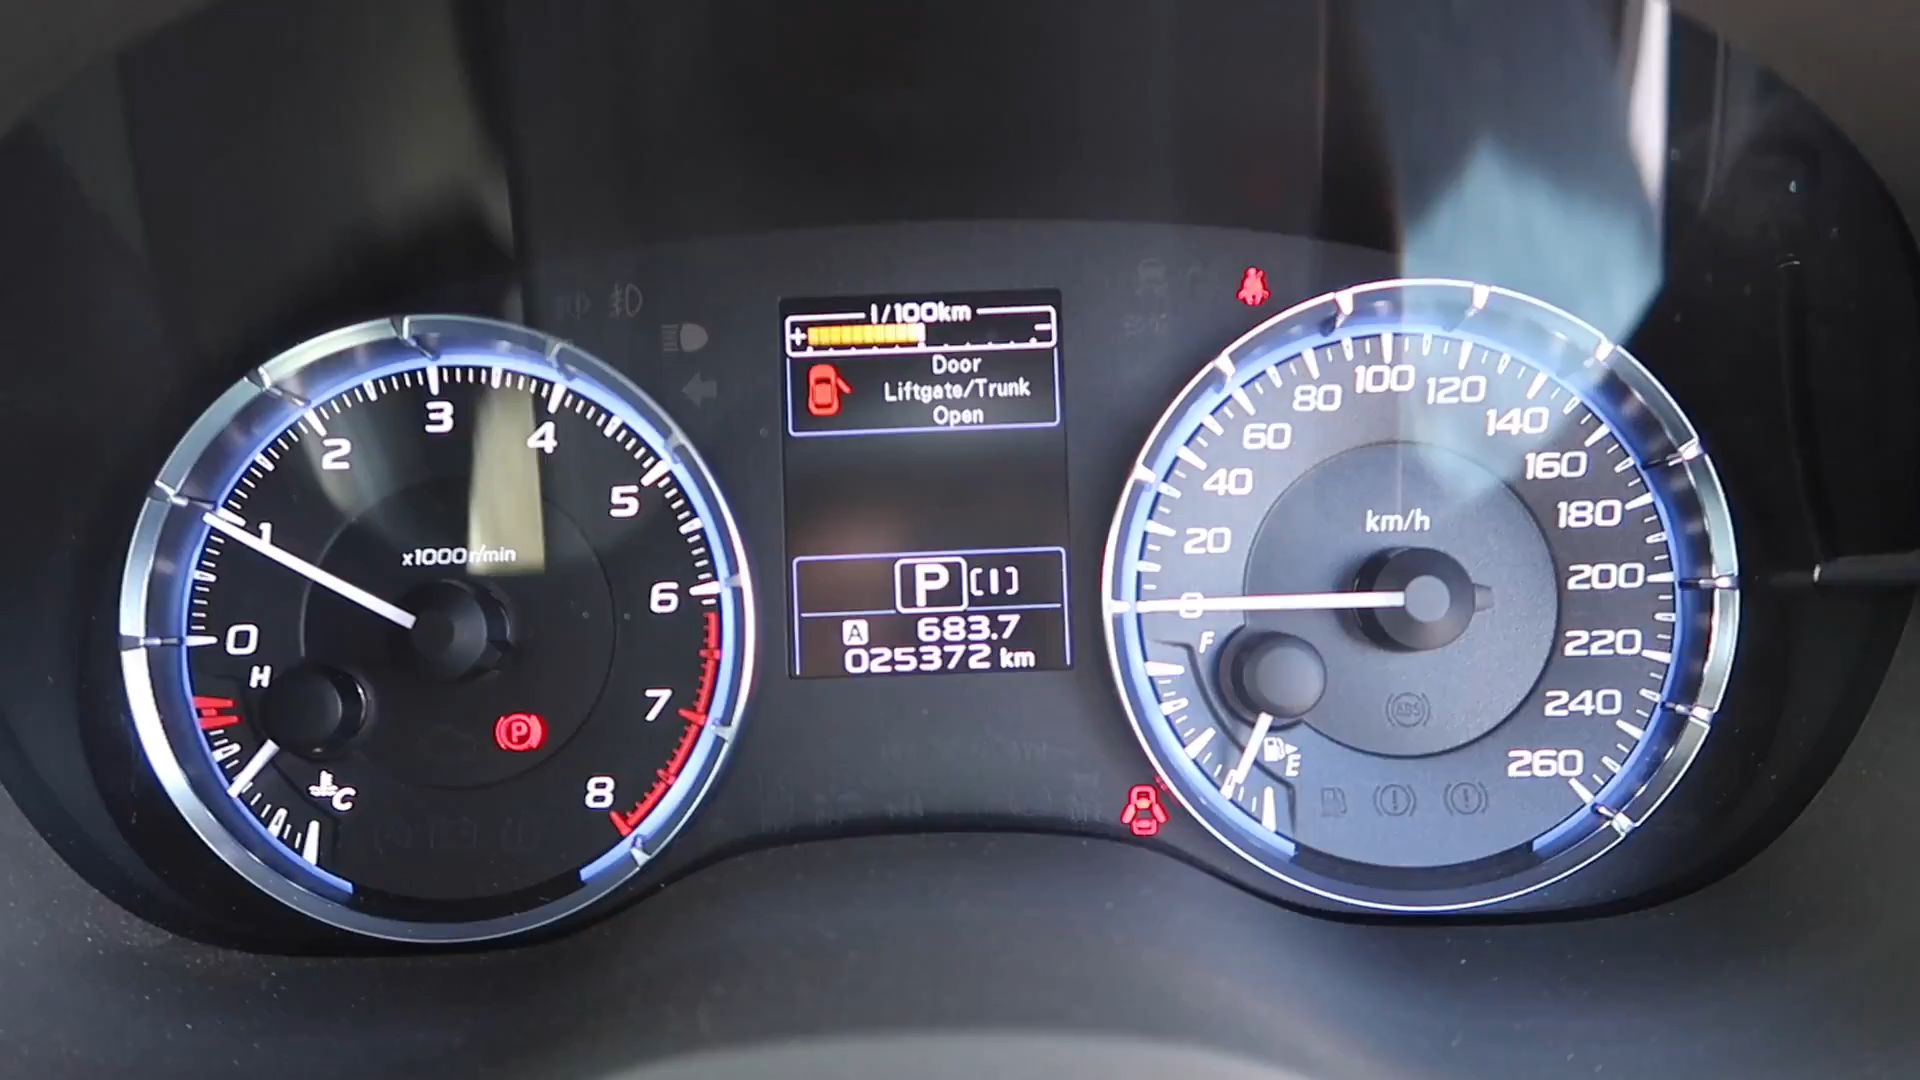 l/100km
+ -
Door
Liftgate/Trunk
Open
P [1]
A 683.7
025372 km
0
1
2
3
4
5
6
7
8
x1000r/min
H
C
P
0
20
40
60
80
100
120
140
160
180
200
220
240
260
km/h
F
E
ABS